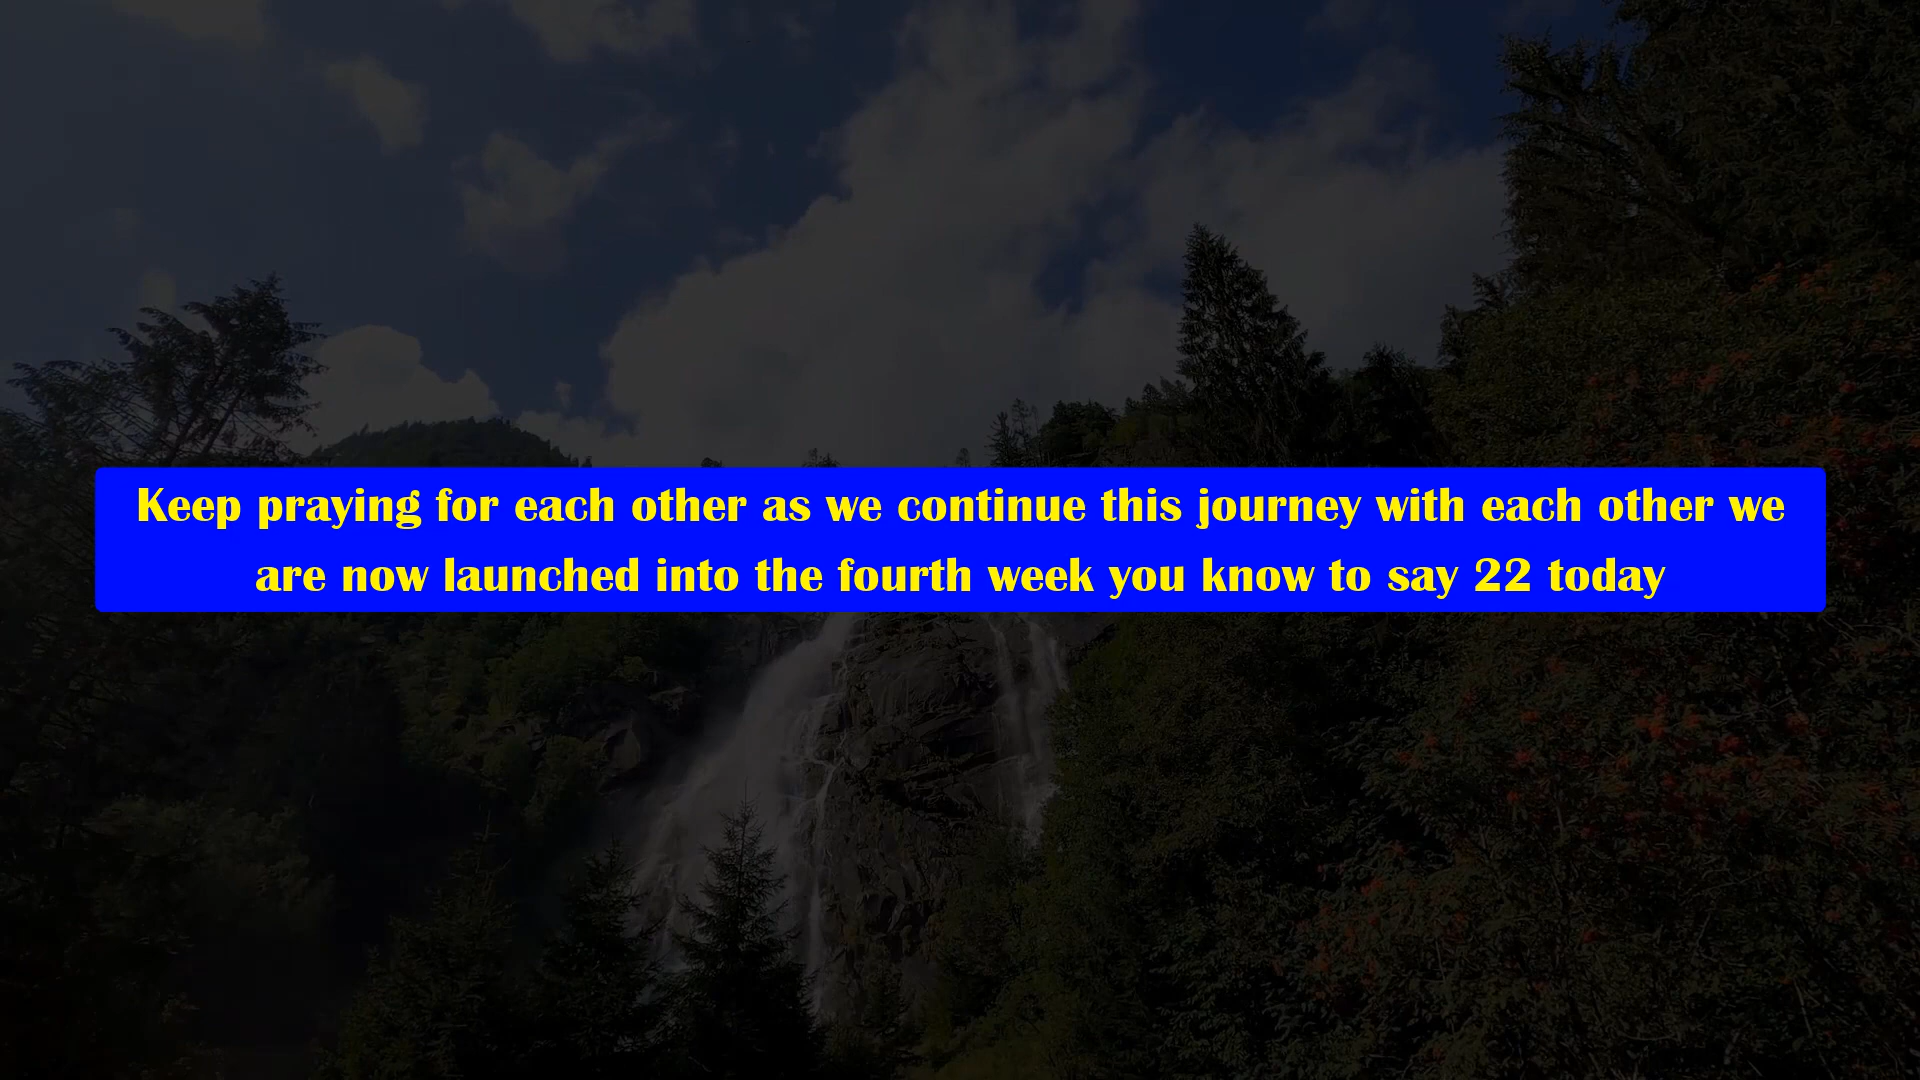 Keep praying for each other as we continue this journey with each other we
are now launched into the fourth week you know to say 22 today